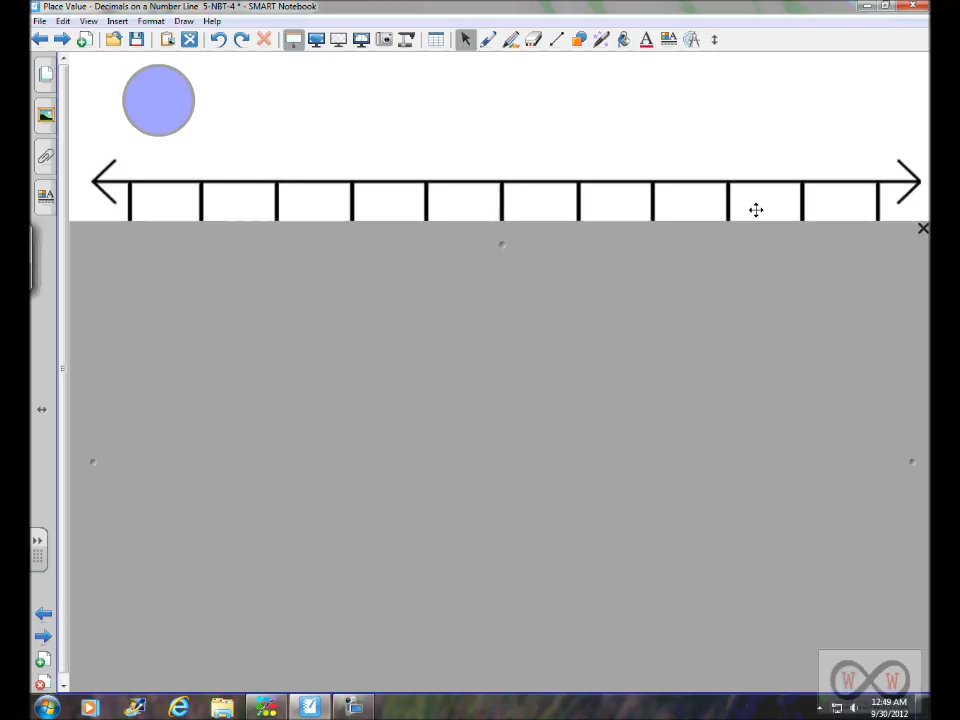 Place Value - Decimals on a Number Line 5-NBT-4 * - SMART Notebook
File Edit View Insert Format Draw Help
W W
12:49 AM
9/30/2012